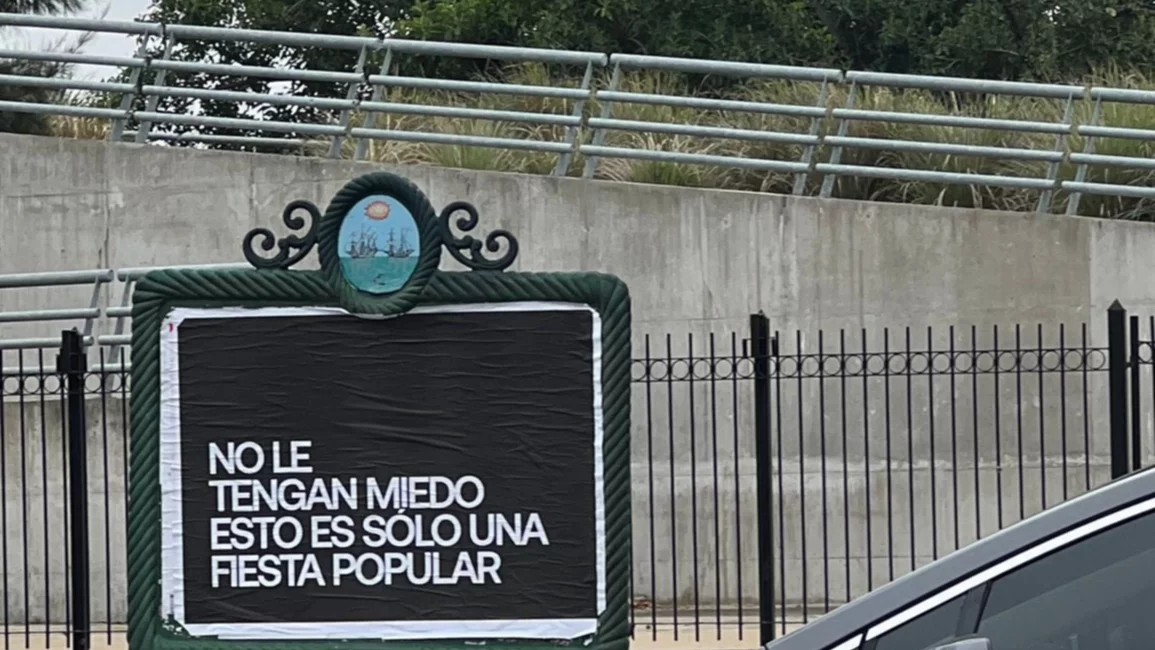 NO LE
TENGAN MIEDO
ESTO ES SÓLO UNA
FIESTA POPULAR